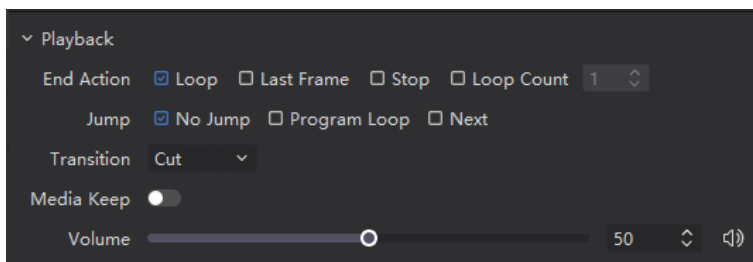 Playback
End Action Loop Last Frame Stop Loop Count 1
Jump No Jump Program Loop Next
Transition Cut
Media Keep
Volume 50